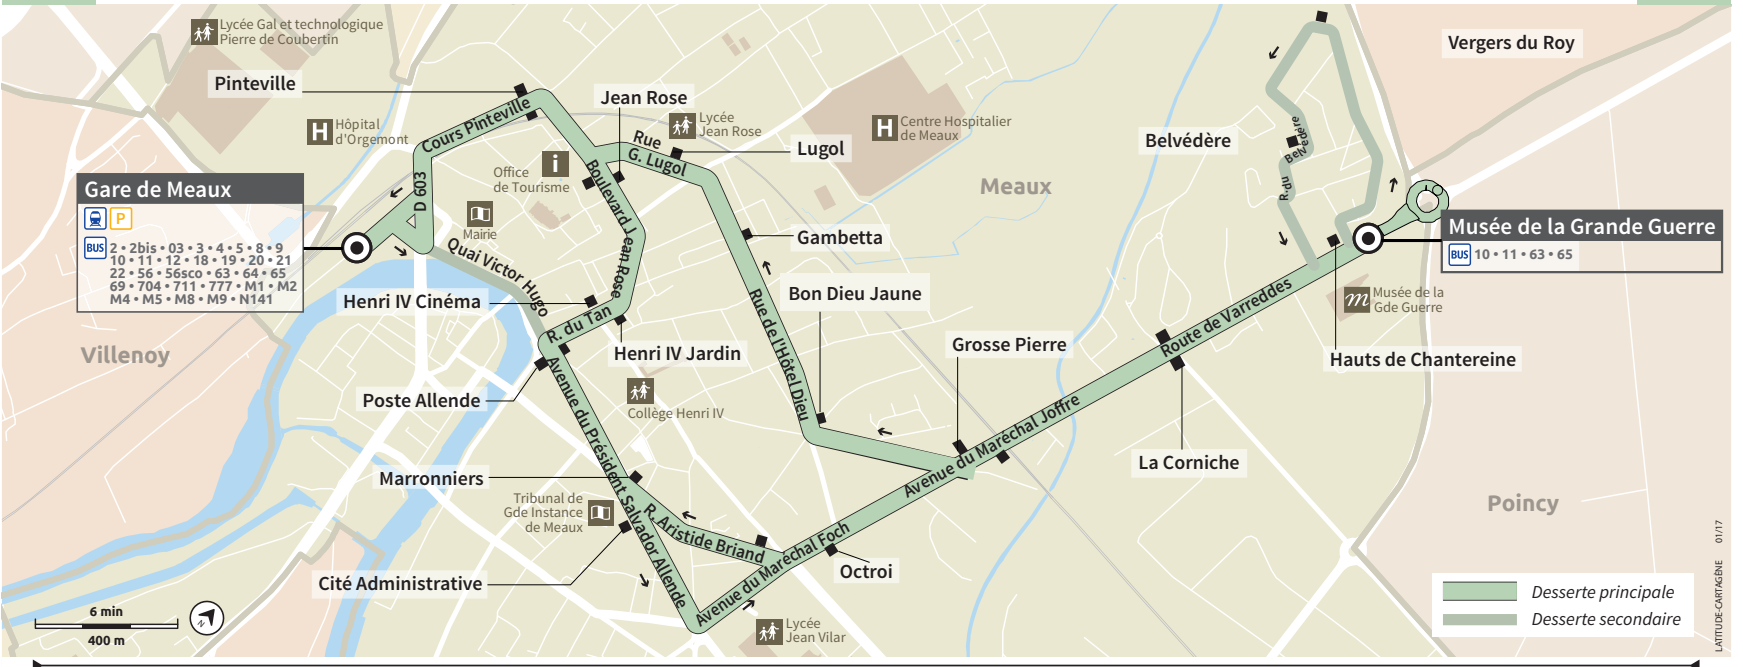 Lycée Gal et technologique
Pierre de Coubertin
Vergers du Roy
Pinteville
Jean Rose
Cours Pinteville
Lycée
Jean Rose
Hôpital
d'Orgemont
Rue
G. Lugol
Lugol
Centre Hospitalier
de Meaux
Belvédère
R. du Belvédère
Office
de Tourisme
Gare de Meaux
P
BUS
2 • 2bis • 03 • 3 • 4 • 5 • 8 • 9
10 • 11 • 12 • 18 • 19 • 20 • 21
22 • 56 • 56sco • 63 • 64 • 65
69 • 704 • 711 • 777 • M1 • M2
M4 • M5 • M8 • M9 • N141
D 603
Mairie
Boulevard Jean Rose
Meaux
Gambetta
Musée de la Grande Guerre
BUS 10 • 11 • 63 • 65
Quai Victor Hugo
Henri IV Cinéma
R. du Tan
Henri IV Jardin
Rue de l'Hôtel Dieu
Bon Dieu Jaune
Musée de la
Gde Guerre
Route de Varreddes
Villenoy
Grosse Pierre
Hauts de Chantereine
Poste Allende
Collège Henri IV
Avenue du Président Salvador Allende
Avenue du Maréchal Joffre
La Corniche
Marronniers
Tribunal de
Gde Instance
de Meaux
R. Aristide Briand
Poincy
Avenue du Maréchal Foch
Octroi
Cité Administrative
Lycée
Jean Vilar
6 min
400 m
N
Desserte principale
Desserte secondaire
LATITUDE-CARTAGÈNE 01/17
H
H
i
m